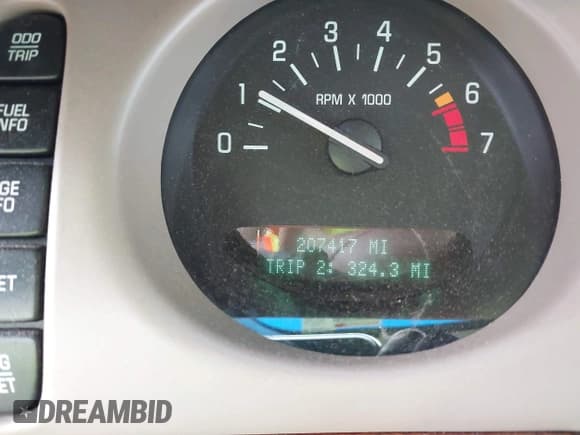 ODO
TRIP
FUEL
INFO
GE
FO
ET
G
ET
0
1
2
3
4
5
6
7
RPM X 1000
207417 MI
TRIP 2: 324.3 MI
DREAMBID